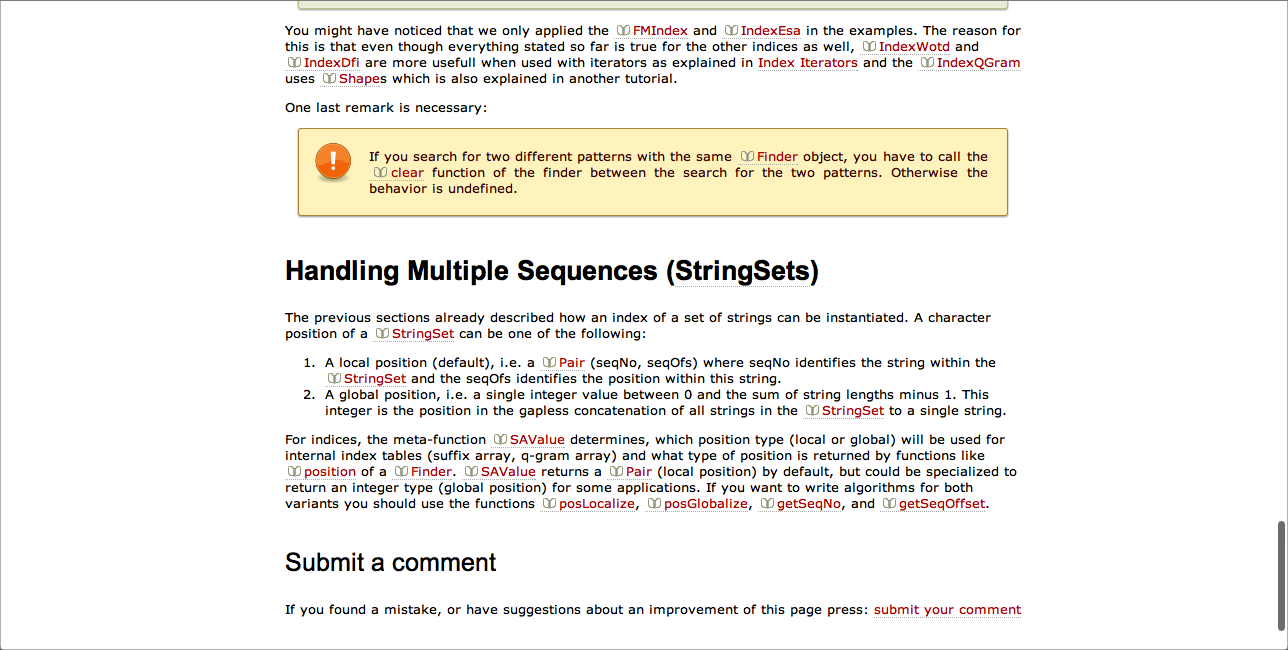 You might have noticed that we only applied the FMIndex and IndexEsa in the examples. The reason for
this is that even though everything stated so far is true for the other indices as well, IndexWotd and
IndexDfi are more usefull when used with iterators as explained in Index Iterators and the IndexQGram
uses Shapes which is also explained in another tutorial.
One last remark is necessary:
If you search for two different patterns with the same Finder object, you have to call the
clear function of the finder between the search for the two patterns. Otherwise the
behavior is undefined.
Handling Multiple Sequences (StringSets)
The previous sections already described how an index of a set of strings can be instantiated. A character
position of a StringSet can be one of the following:
1. A local position (default), i.e. a Pair (seqNo, seqOfs) where seqNo identifies the string within the
StringSet and the seqOfs identifies the position within this string.
2. A global position, i.e. a single integer value between 0 and the sum of string lengths minus 1. This
integer is the position in the gapless concatenation of all strings in the StringSet to a single string.
For indices, the meta-function SAValue determines, which position type (local or global) will be used for
internal index tables (suffix array, q-gram array) and what type of position is returned by functions like
position of a Finder. SAValue returns a Pair (local position) by default, but could be specialized to
return an integer type (global position) for some applications. If you want to write algorithms for both
variants you should use the functions posLocalize, posGlobalize, getSeqNo, and getSeqOffset.
Submit a comment
If you found a mistake, or have suggestions about an improvement of this page press: submit your comment